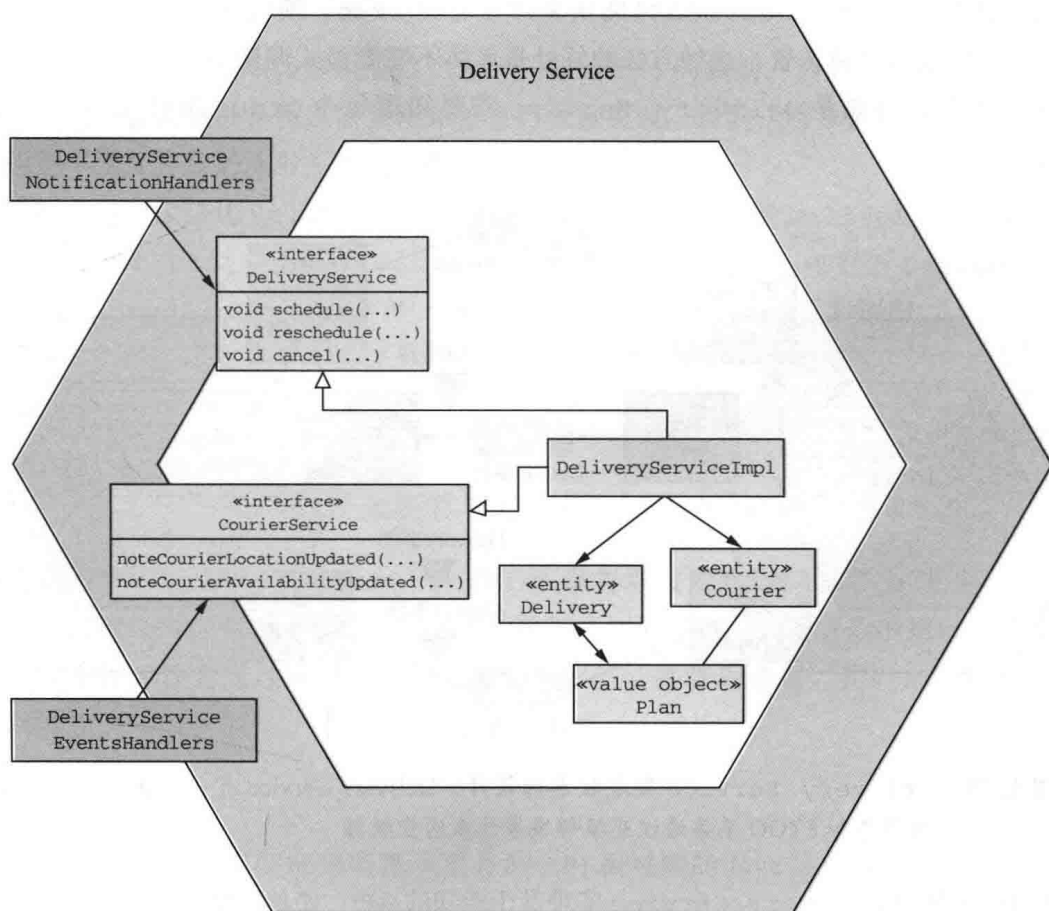 Delivery Service
DeliveryService
NotificationHandlers
«interface»
DeliveryService
void schedule(...)
void reschedule(...)
void cancel(...)
DeliveryServiceImpl
«interface»
CourierService
noteCourierLocationUpdated(...)
noteCourierAvailabilityUpdated(...)
«entity»
Delivery
«entity»
Courier
«value object»
Plan
DeliveryService
EventsHandlers